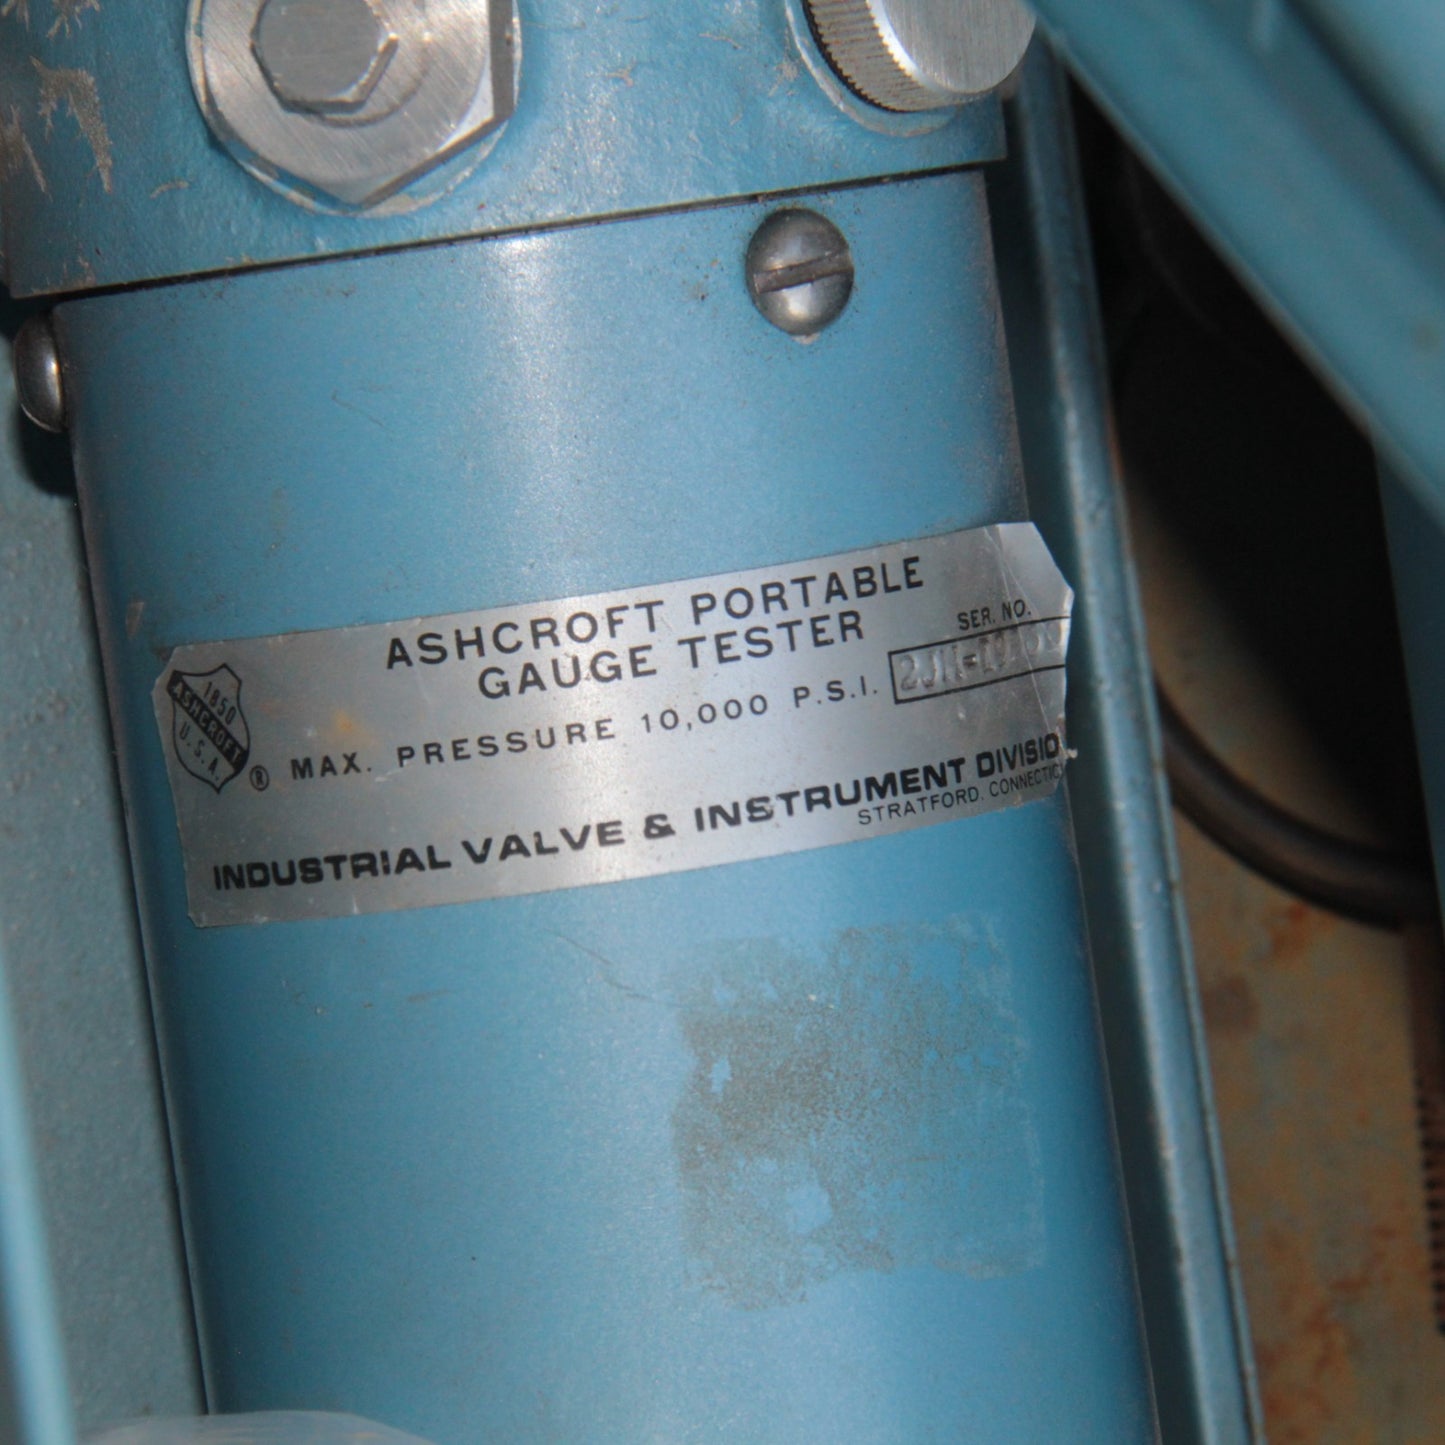 ASHCROFT PORTABLE
GAUGE TESTER
MAX. PRESSURE 10,000 P.S.I.
SER. NO.
1850
ASHCROFT
U.S.A.
®
INDUSTRIAL VALVE & INSTRUMENT DIVISIO
STRATFORD, CONNECTIC